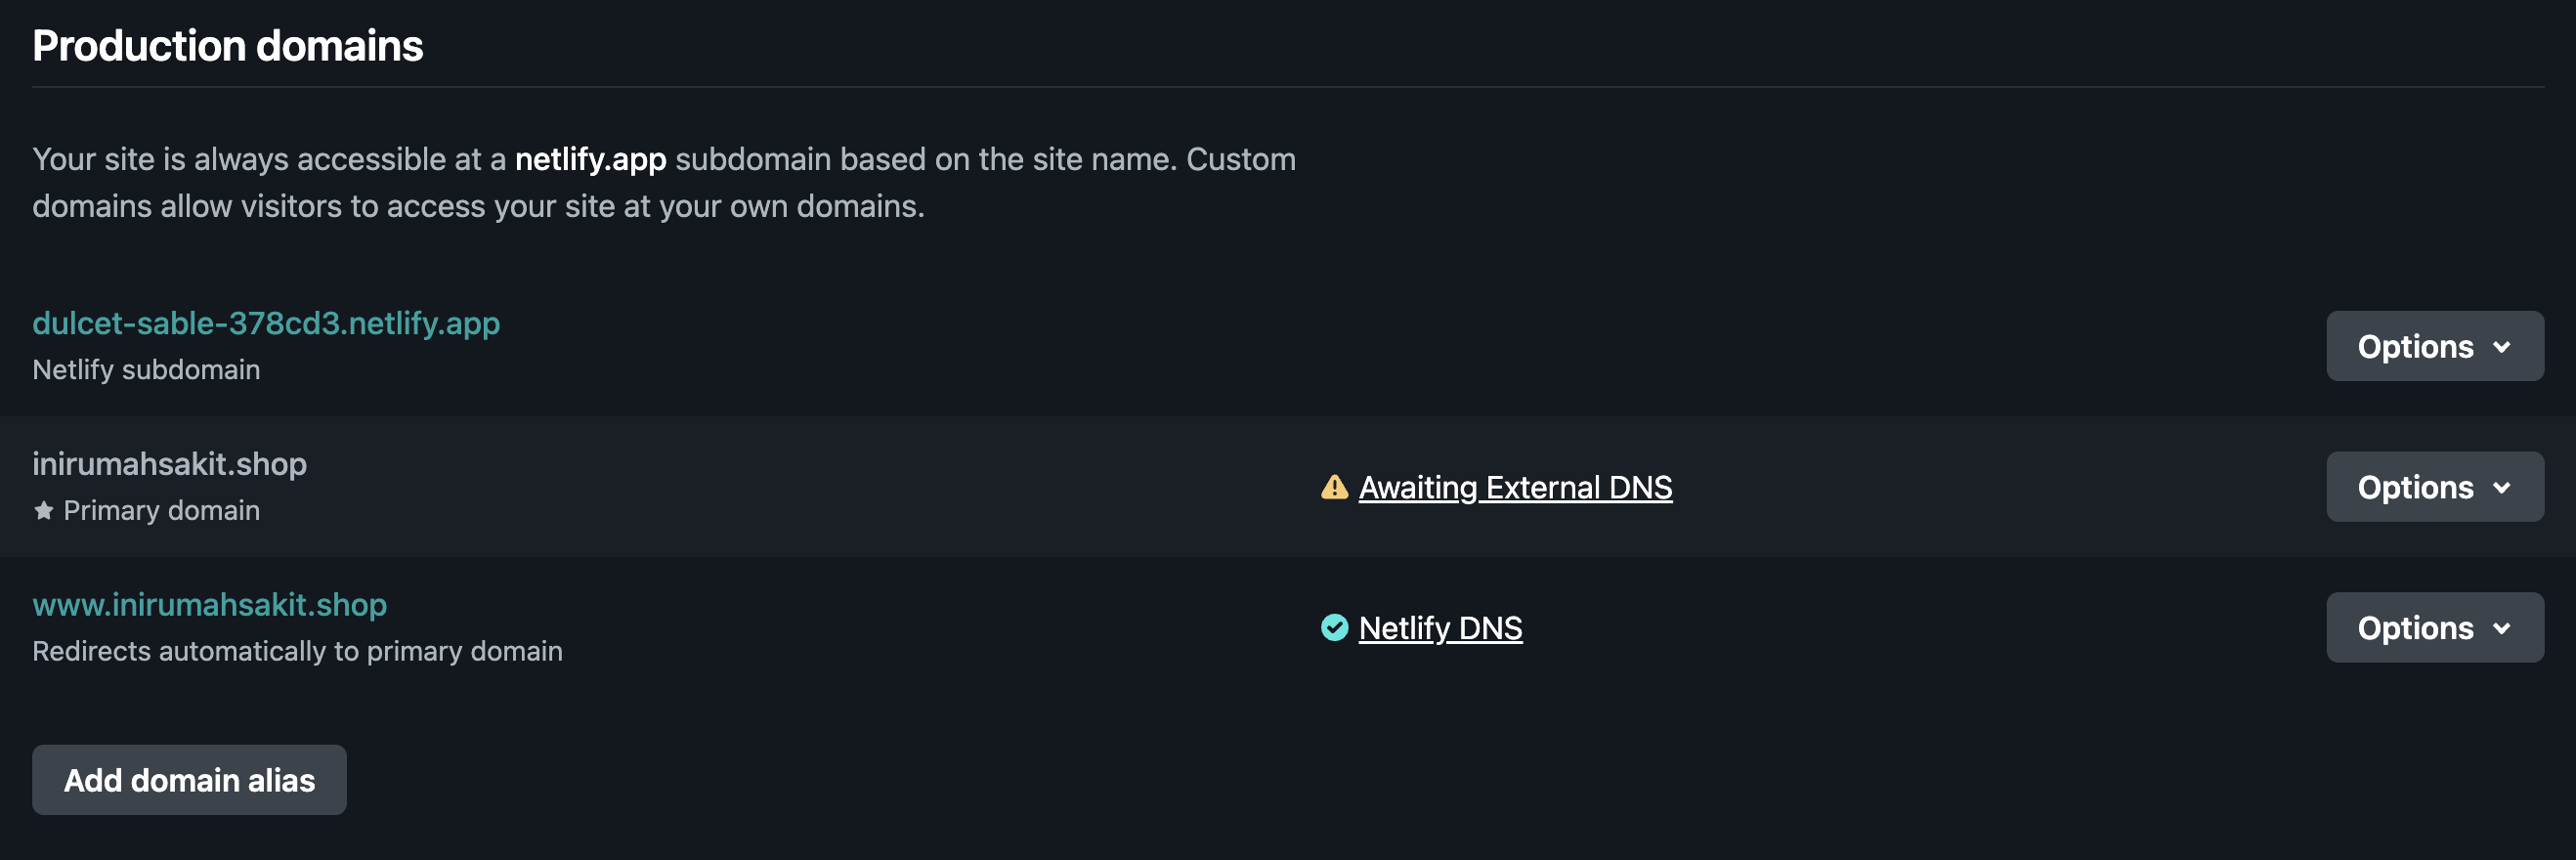 Production domains
Your site is always accessible at a netlify.app subdomain based on the site name. Custom
domains allow visitors to access your site at your own domains.
dulcet-sable-378cd3.netlify.app
Netlify subdomain
Options
inirumahsakit.shop
Primary domain
Awaiting External DNS
Options
www.inirumahsakit.shop
Redirects automatically to primary domain
Netlify DNS
Options
Add domain alias